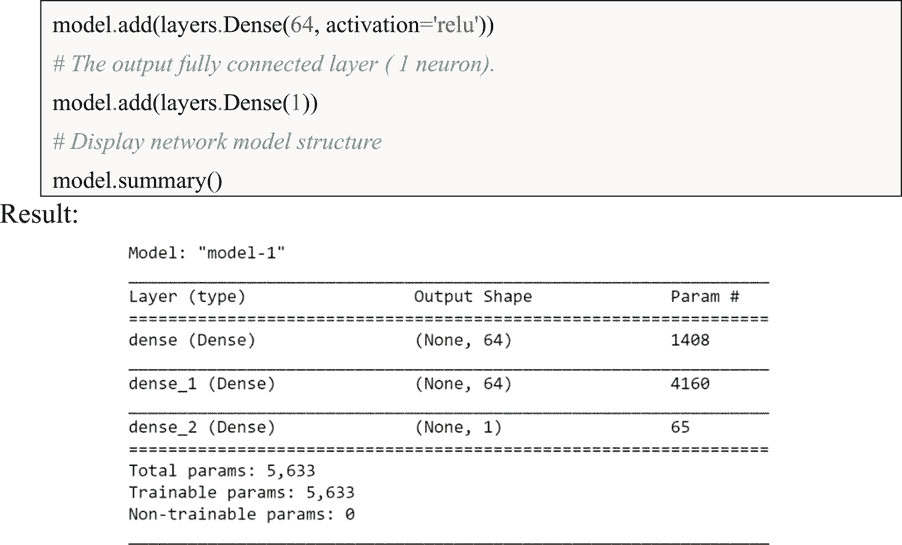 model.add(layers.Dense(64, activation='relu'))
# The output fully connected layer ( 1 neuron).
model.add(layers.Dense(1))
# Display network model structure
model.summary()
Result:
Model: "model-1"
Layer (type) Output Shape Param #
=================================================================
dense (Dense) (None, 64) 1408
dense_1 (Dense) (None, 64) 4160
dense_2 (Dense) (None, 1) 65
=================================================================
Total params: 5,633
Trainable params: 5,633
Non-trainable params: 0